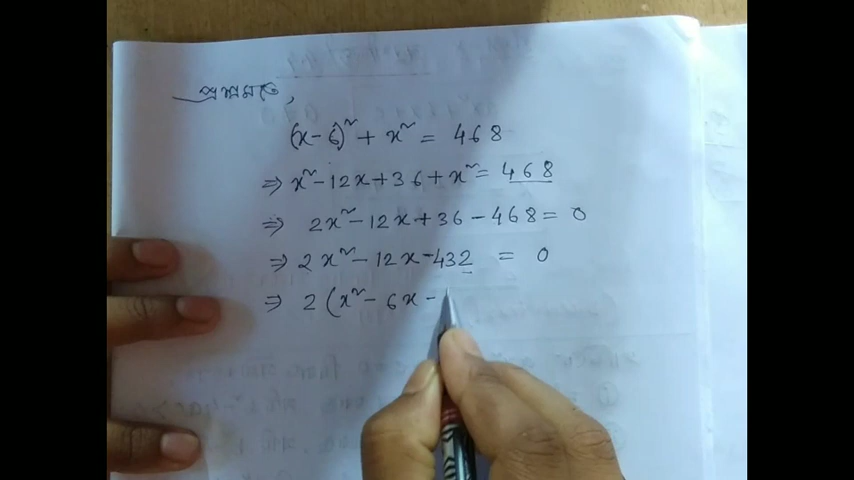 প্রশ্নমতে,
(x-6)² + x² = 468
⇒ x² - 12x + 36 + x² = 468
⇒ 2x² - 12x + 36 - 468 = 0
⇒ 2x² - 12x - 432 = 0
⇒ 2(x² - 6x -